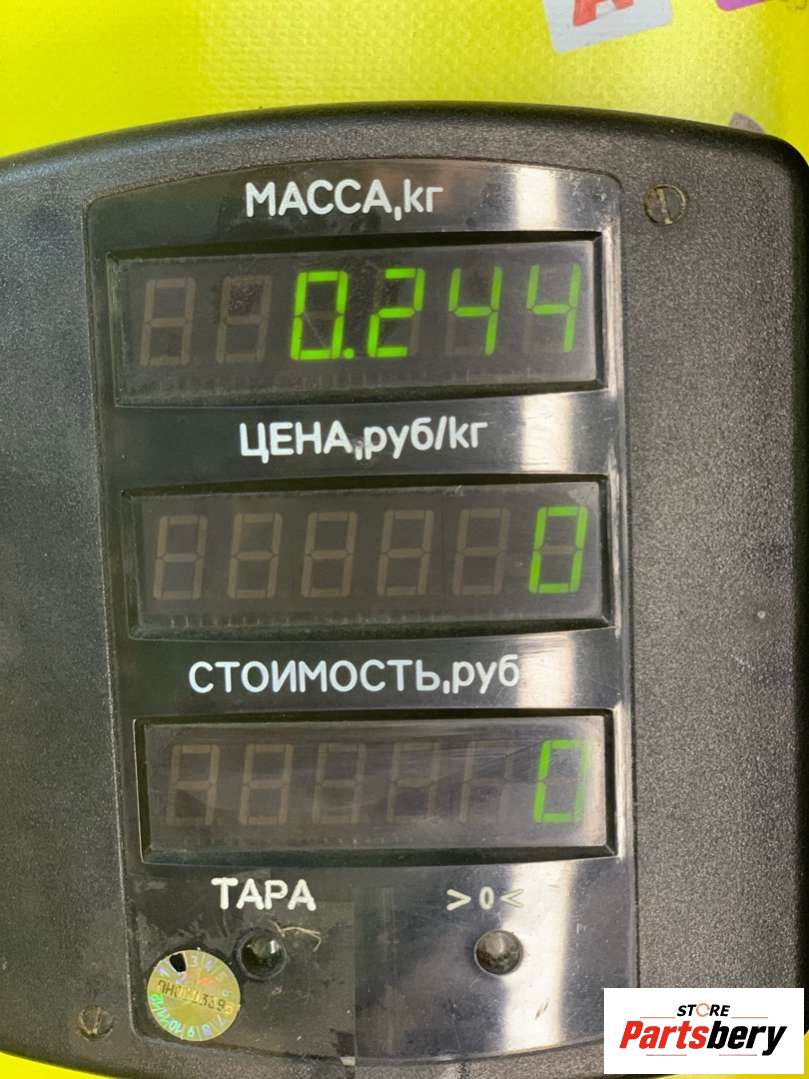 МАССА,кг
0.244
ЦЕНА,руб/кг
0
СТОИМОСТЬ,руб
0
ТАРА >0<
STORE
Partsbery